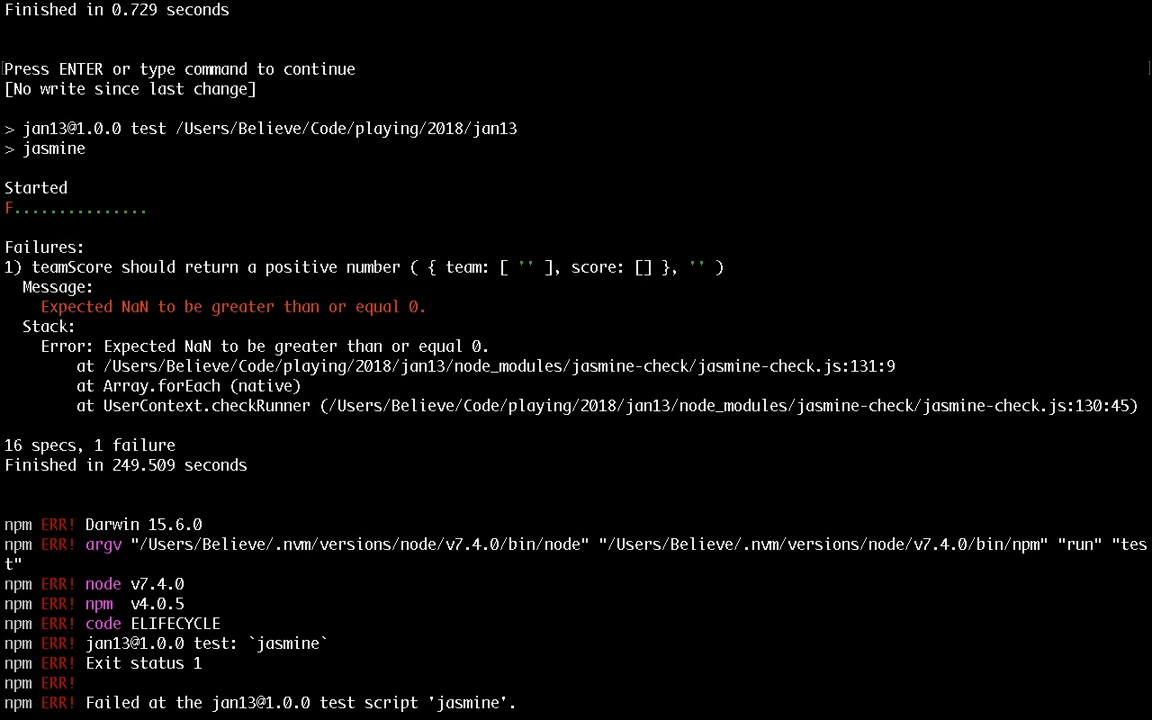 Finished in 0.729 seconds
Press ENTER or type command to continue
[No write since last change]
> jan13@1.0.0 test /Users/Believe/Code/playing/2018/jan13
> jasmine
Started
F...............
Failures:
1) teamScore should return a positive number ( { team: [ '' ], score: [] }, '' )
Message:
Expected NaN to be greater than or equal 0.
Stack:
Error: Expected NaN to be greater than or equal 0.
at /Users/Believe/Code/playing/2018/jan13/node_modules/jasmine-check/jasmine-check.js:131:9
at Array.forEach (native)
at UserContext.checkRunner (/Users/Believe/Code/playing/2018/jan13/node_modules/jasmine-check/jasmine-check.js:130:45)
16 specs, 1 failure
Finished in 249.509 seconds
npm ERR! Darwin 15.6.0
npm ERR! argv "/Users/Believe/.nvm/versions/node/v7.4.0/bin/node" "/Users/Believe/.nvm/versions/node/v7.4.0/bin/npm" "run" "tes
t"
npm ERR! node v7.4.0
npm ERR! npm  v4.0.5
npm ERR! code ELIFECYCLE
npm ERR! jan13@1.0.0 test: `jasmine`
npm ERR! Exit status 1
npm ERR!
npm ERR! Failed at the jan13@1.0.0 test script 'jasmine'.